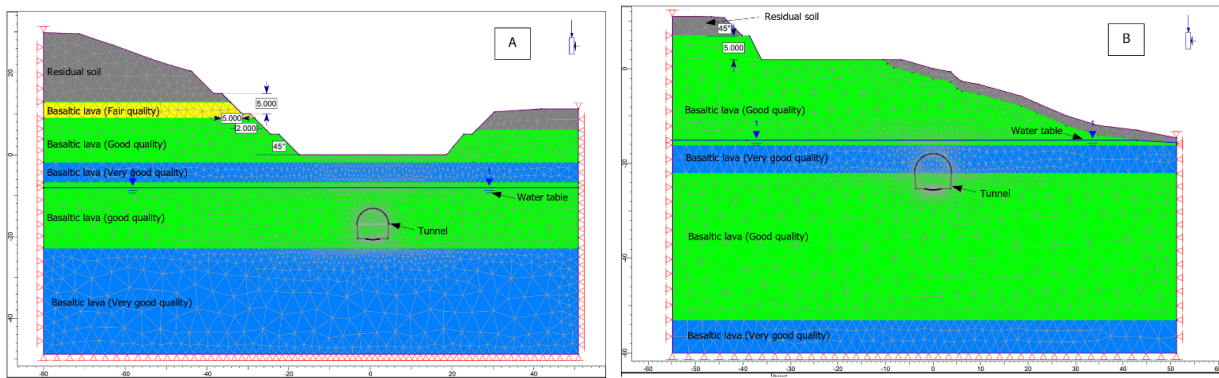 A
Residual soil
5.000
Basaltic lava (Fair quality)
5.000
2.000
Basaltic lava (Good quality)
45°
Basaltic lava (Very good quality)
Water table
Basaltic lava (good quality)
Tunnel
Basaltic lava (Very good quality)
20
0
-20
-40
-80
-60
-40
-20
0
20
40
B
Residual soil
45°
5.000
Basaltic lava (Good quality)
1
1
Water table
Basaltic lava (Very good quality)
Tunnel
Basaltic lava (Good quality)
Basaltic lava (Very good quality)
0
-20
-40
-60
-60
-50
-40
-30
-20
-10
0
10
20
30
40
50